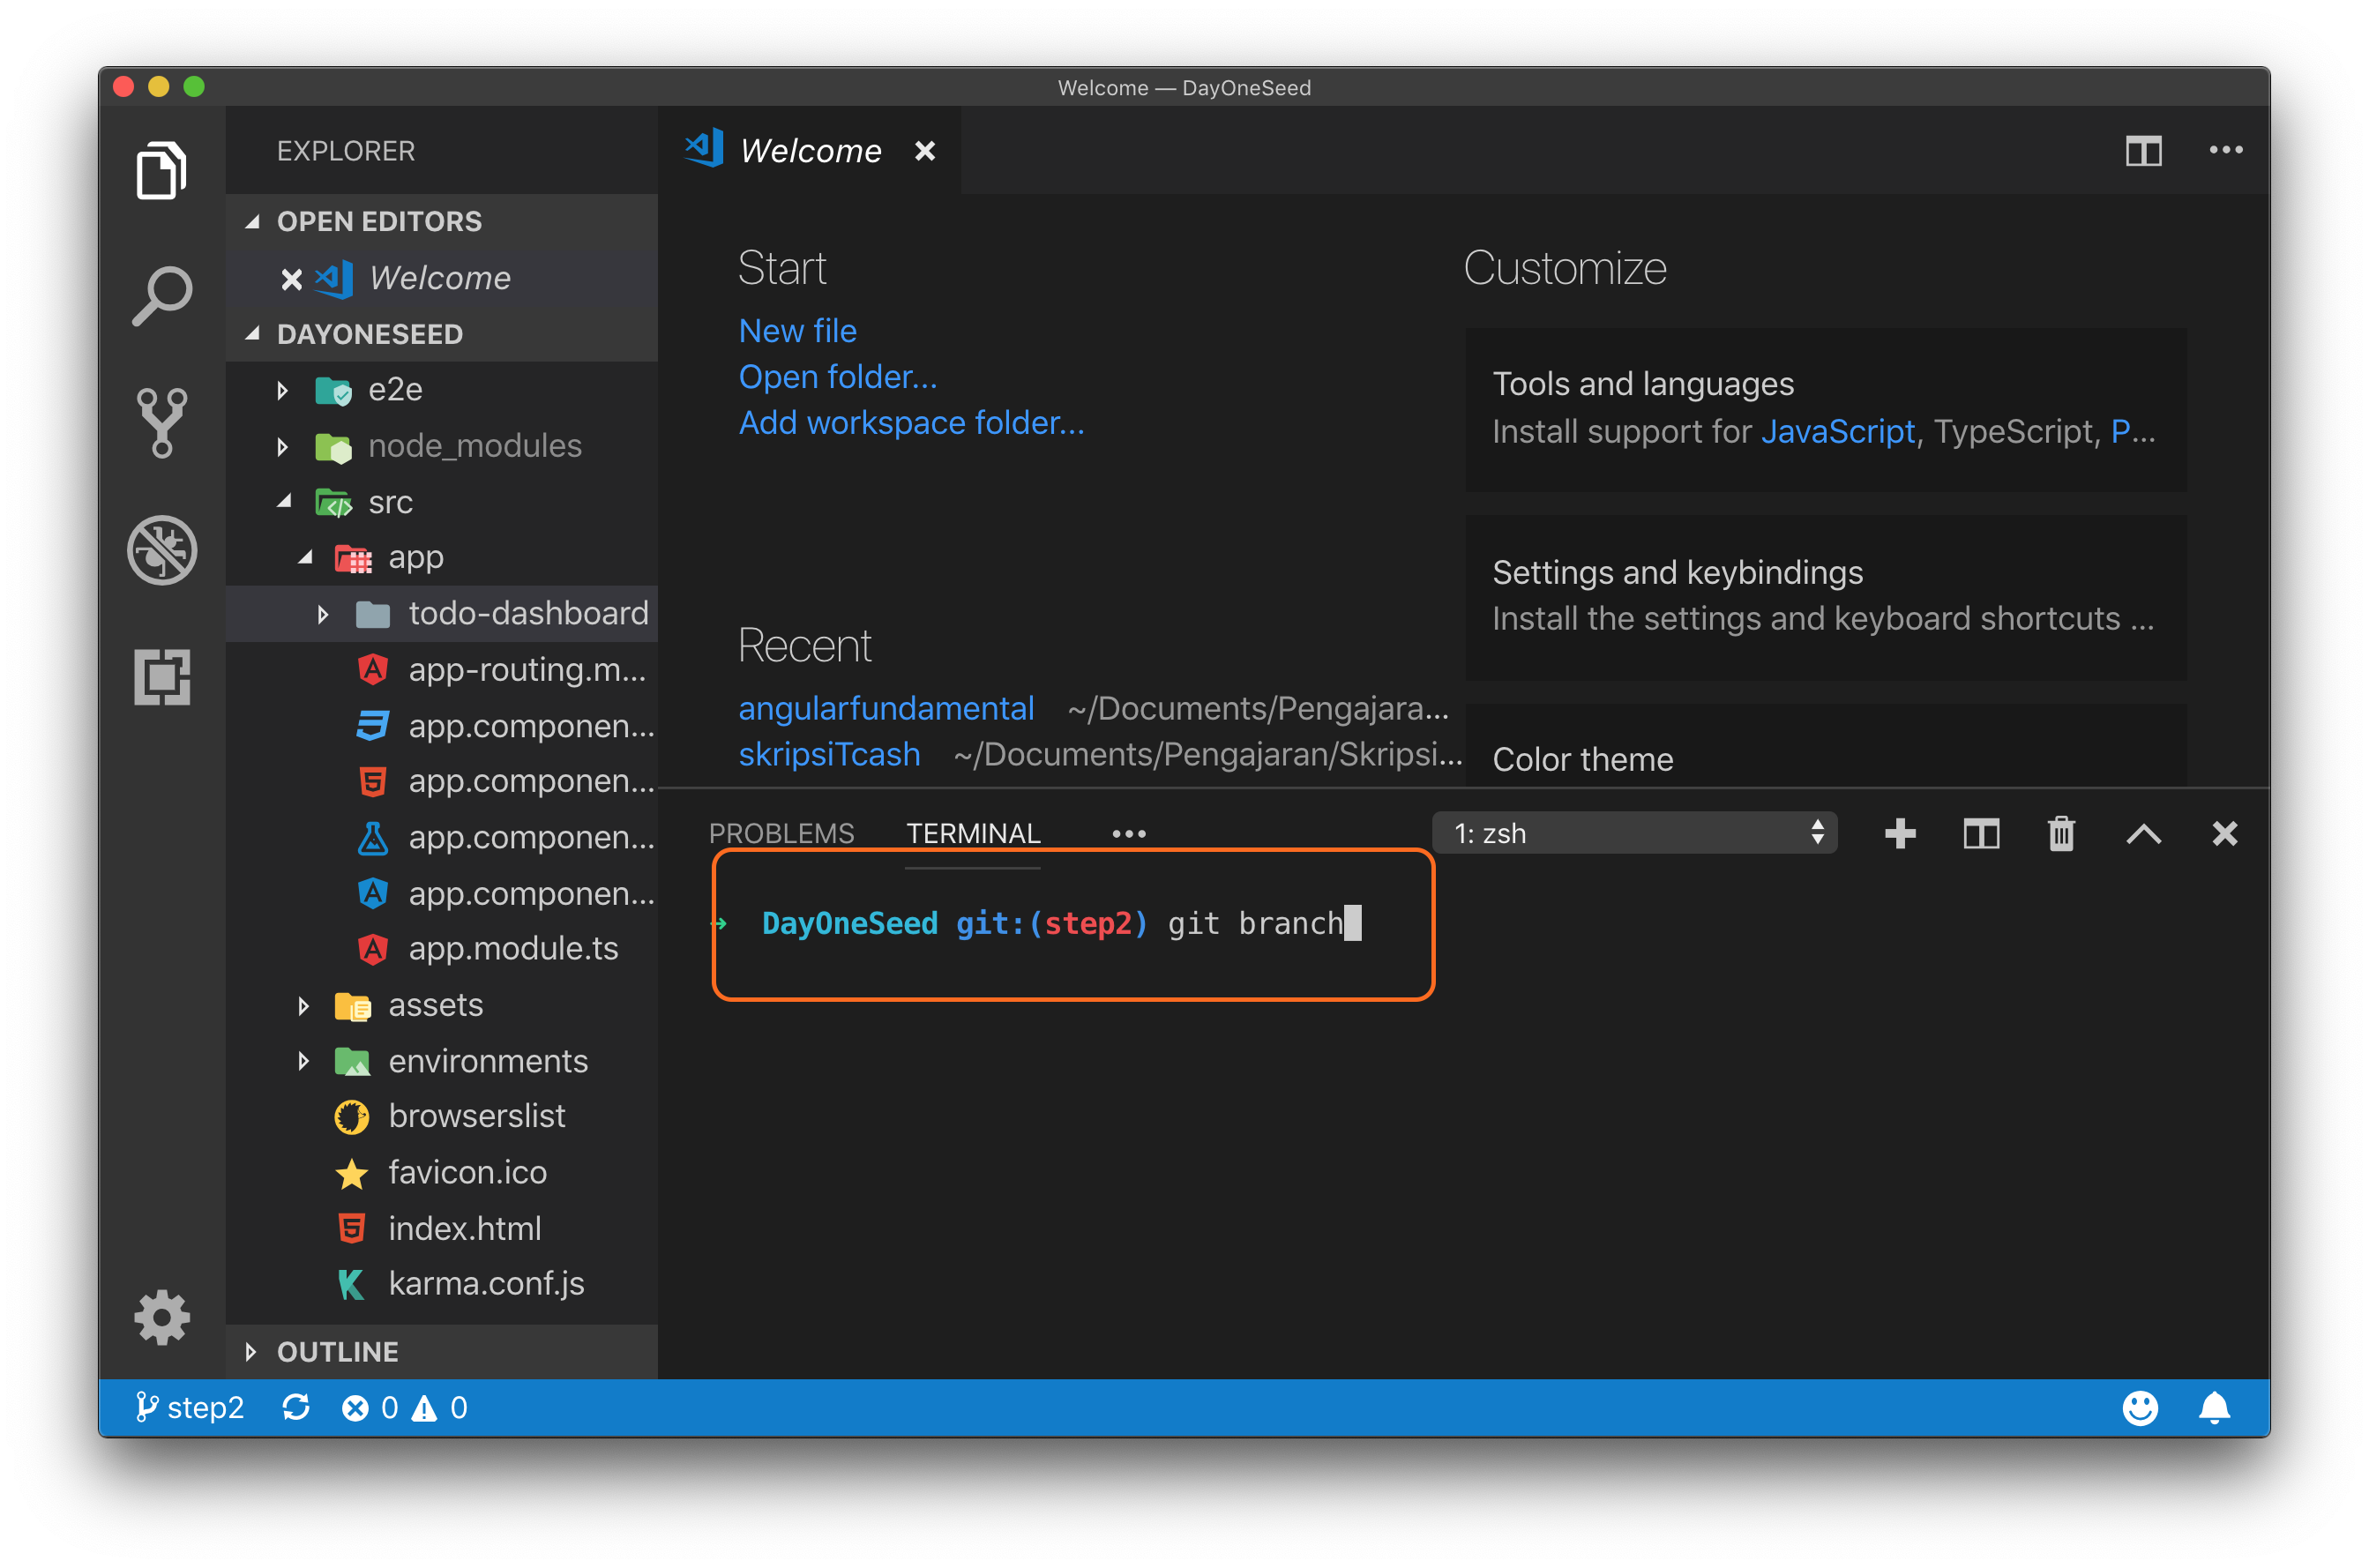 Welcome — DayOneSeed
EXPLORER
OPEN EDITORS
Welcome
DAYONESEED
e2e
node_modules
src
app
todo-dashboard
app-routing.m...
app.componen...
app.componen...
app.componen...
app.componen...
app.module.ts
assets
environments
browserslist
favicon.ico
index.html
karma.conf.js
OUTLINE
Welcome
Start
New file
Open folder...
Add workspace folder...
Recent
angularfundamental ~/Documents/Pengajara...
skripsiTcash ~/Documents/Pengajaran/Skripsi...
Customize
Tools and languages
Install support for JavaScript, TypeScript, P...
Settings and keybindings
Install the settings and keyboard shortcuts ...
Color theme
PROBLEMS TERMINAL ••• 1: zsh
➜ DayOneSeed git:(step2) git branch
step2 0 0